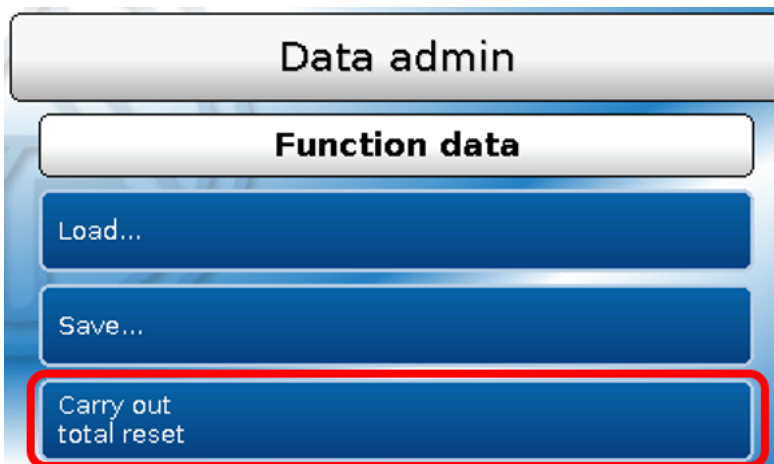 Data admin
Function data
Load...
Save...
Carry out
total reset